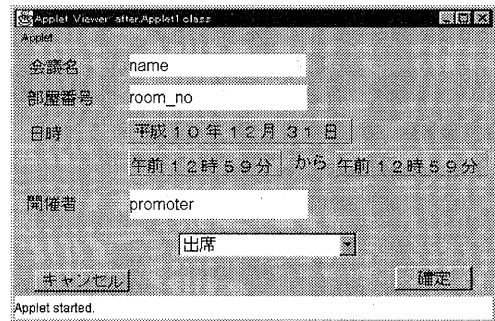 Applet Viewer: after.Applet1.class
Applet
会議名 name
部屋番号 room_no
日時 平成10年12月31日
午前12時59分 から 午前12時59分
開催者 promoter
出席
キャンセル 確定
Applet started.